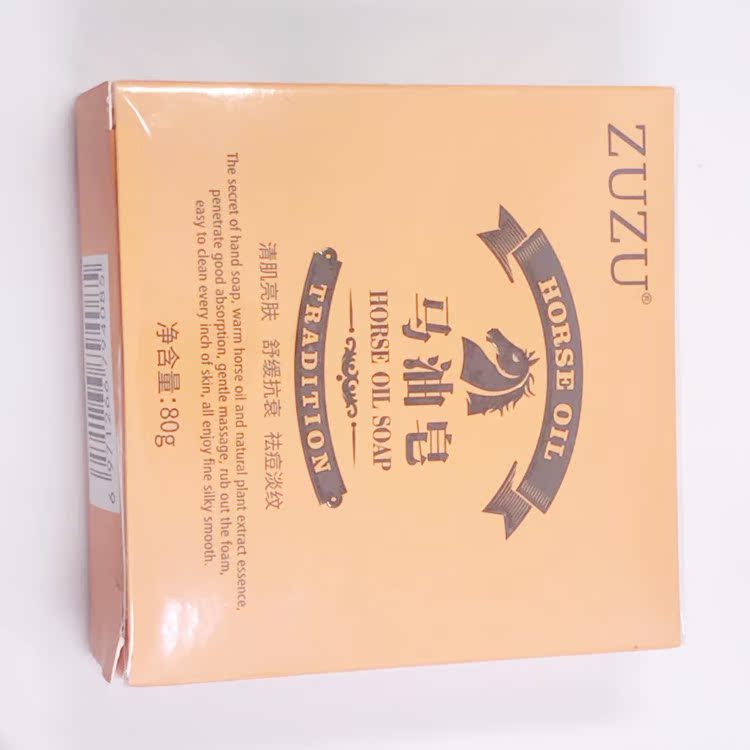 ZUZU®
HORSE OIL
马油皂
HORSE OIL SOAP
TRADITION
清肌亮肤 舒缓抗衰 祛痘淡纹
The secret of hand soap, warm horse oil and natural plant extract essence,
penetrate good absorption, gentle massage, rub out the foam,
easy to clean every inch of skin, all enjoy fine silky smooth.
净含量:80g